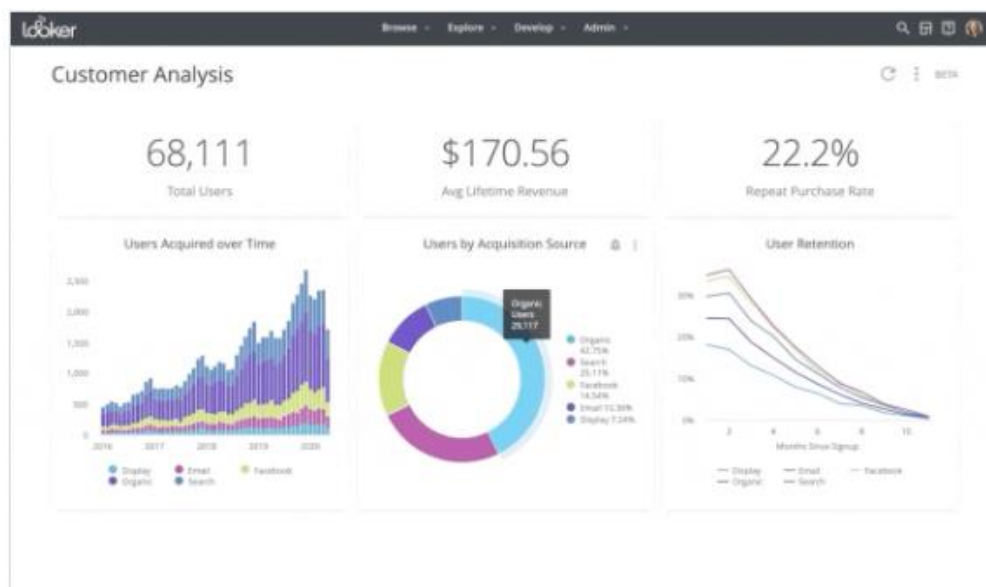 looker
Browse Explore Develop Admin
Customer Analysis
BETA
68,111
Total Users
$170.56
Avg Lifetime Revenue
22.2%
Repeat Purchase Rate
Users Acquired over Time
2,500
2,000
1,500
1,000
500
0
2016 2017 2018 2019 2020
Display Email Facebook
Organic Search
Users by Acquisition Source
Organic
Users
29,117
Organic
42.75%
Search
25.11%
Facebook
14.54%
Email 10.36%
Display 7.24%
User Retention
30%
20%
10%
0%
2 4 6 8 10
Months Since Signup
Display Email Facebook
Organic Search